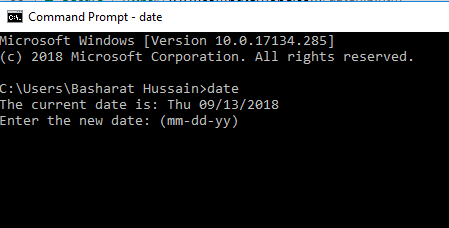 Command Prompt - date
Microsoft Windows [Version 10.0.17134.285]
(c) 2018 Microsoft Corporation. All rights reserved.
C:\Users\Basharat Hussain>date
The current date is: Thu 09/13/2018
Enter the new date: (mm-dd-yy)